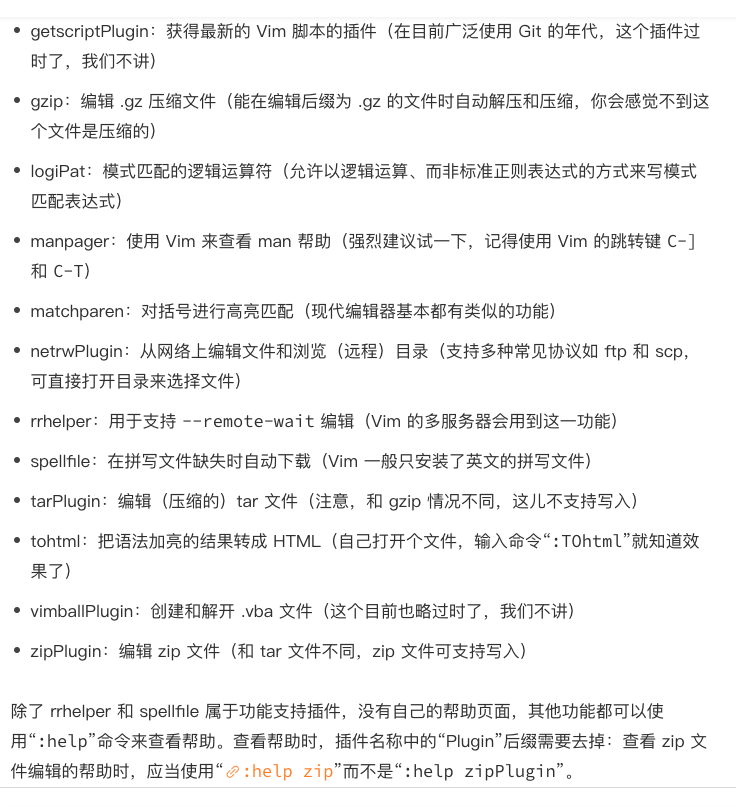 • getscriptPlugin：获得最新的 Vim 脚本的插件（在目前广泛使用 Git 的年代，这个插件过
时了，我们不讲）
• gzip：编辑 .gz 压缩文件（能在编辑后缀为 .gz 的文件时自动解压和压缩，你会感觉不到这
个文件是压缩的）
• logiPat：模式匹配的逻辑运算符（允许以逻辑运算、而非标准正则表达式的方式来写模式
匹配表达式）
• manpager：使用 Vim 来查看 man 帮助（强烈建议试一下，记得使用 Vim 的跳转键 C-]
和 C-T）
• matchparen：对括号进行高亮匹配（现代编辑器基本都有类似的功能）
• netrwPlugin：从网络上编辑文件和浏览（远程）目录（支持多种常见协议如 ftp 和 scp，
可直接打开目录来选择文件）
• rrhelper：用于支持 --remote-wait 编辑（Vim 的多服务器会用到这一功能）
• spellfile：在拼写文件缺失时自动下载（Vim 一般只安装了英文的拼写文件）
• tarPlugin：编辑（压缩的）tar 文件（注意，和 gzip 情况不同，这儿不支持写入）
• tohtml：把语法加亮的结果转成 HTML（自己打开个文件，输入命令“:TOhtml”就知道效
果了）
• vimballPlugin：创建和解开 .vba 文件（这个目前也略过时了，我们不讲）
• zipPlugin：编辑 zip 文件（和 tar 文件不同，zip 文件可支持写入）
除了 rrhelper 和 spellfile 属于功能支持插件，没有自己的帮助页面，其他功能都可以使
用“:help”命令来查看帮助。查看帮助时，插件名称中的“Plugin”后缀需要去掉：查看 zip 文
件编辑的帮助时，应当使用“:help zip”而不是“:help zipPlugin”。